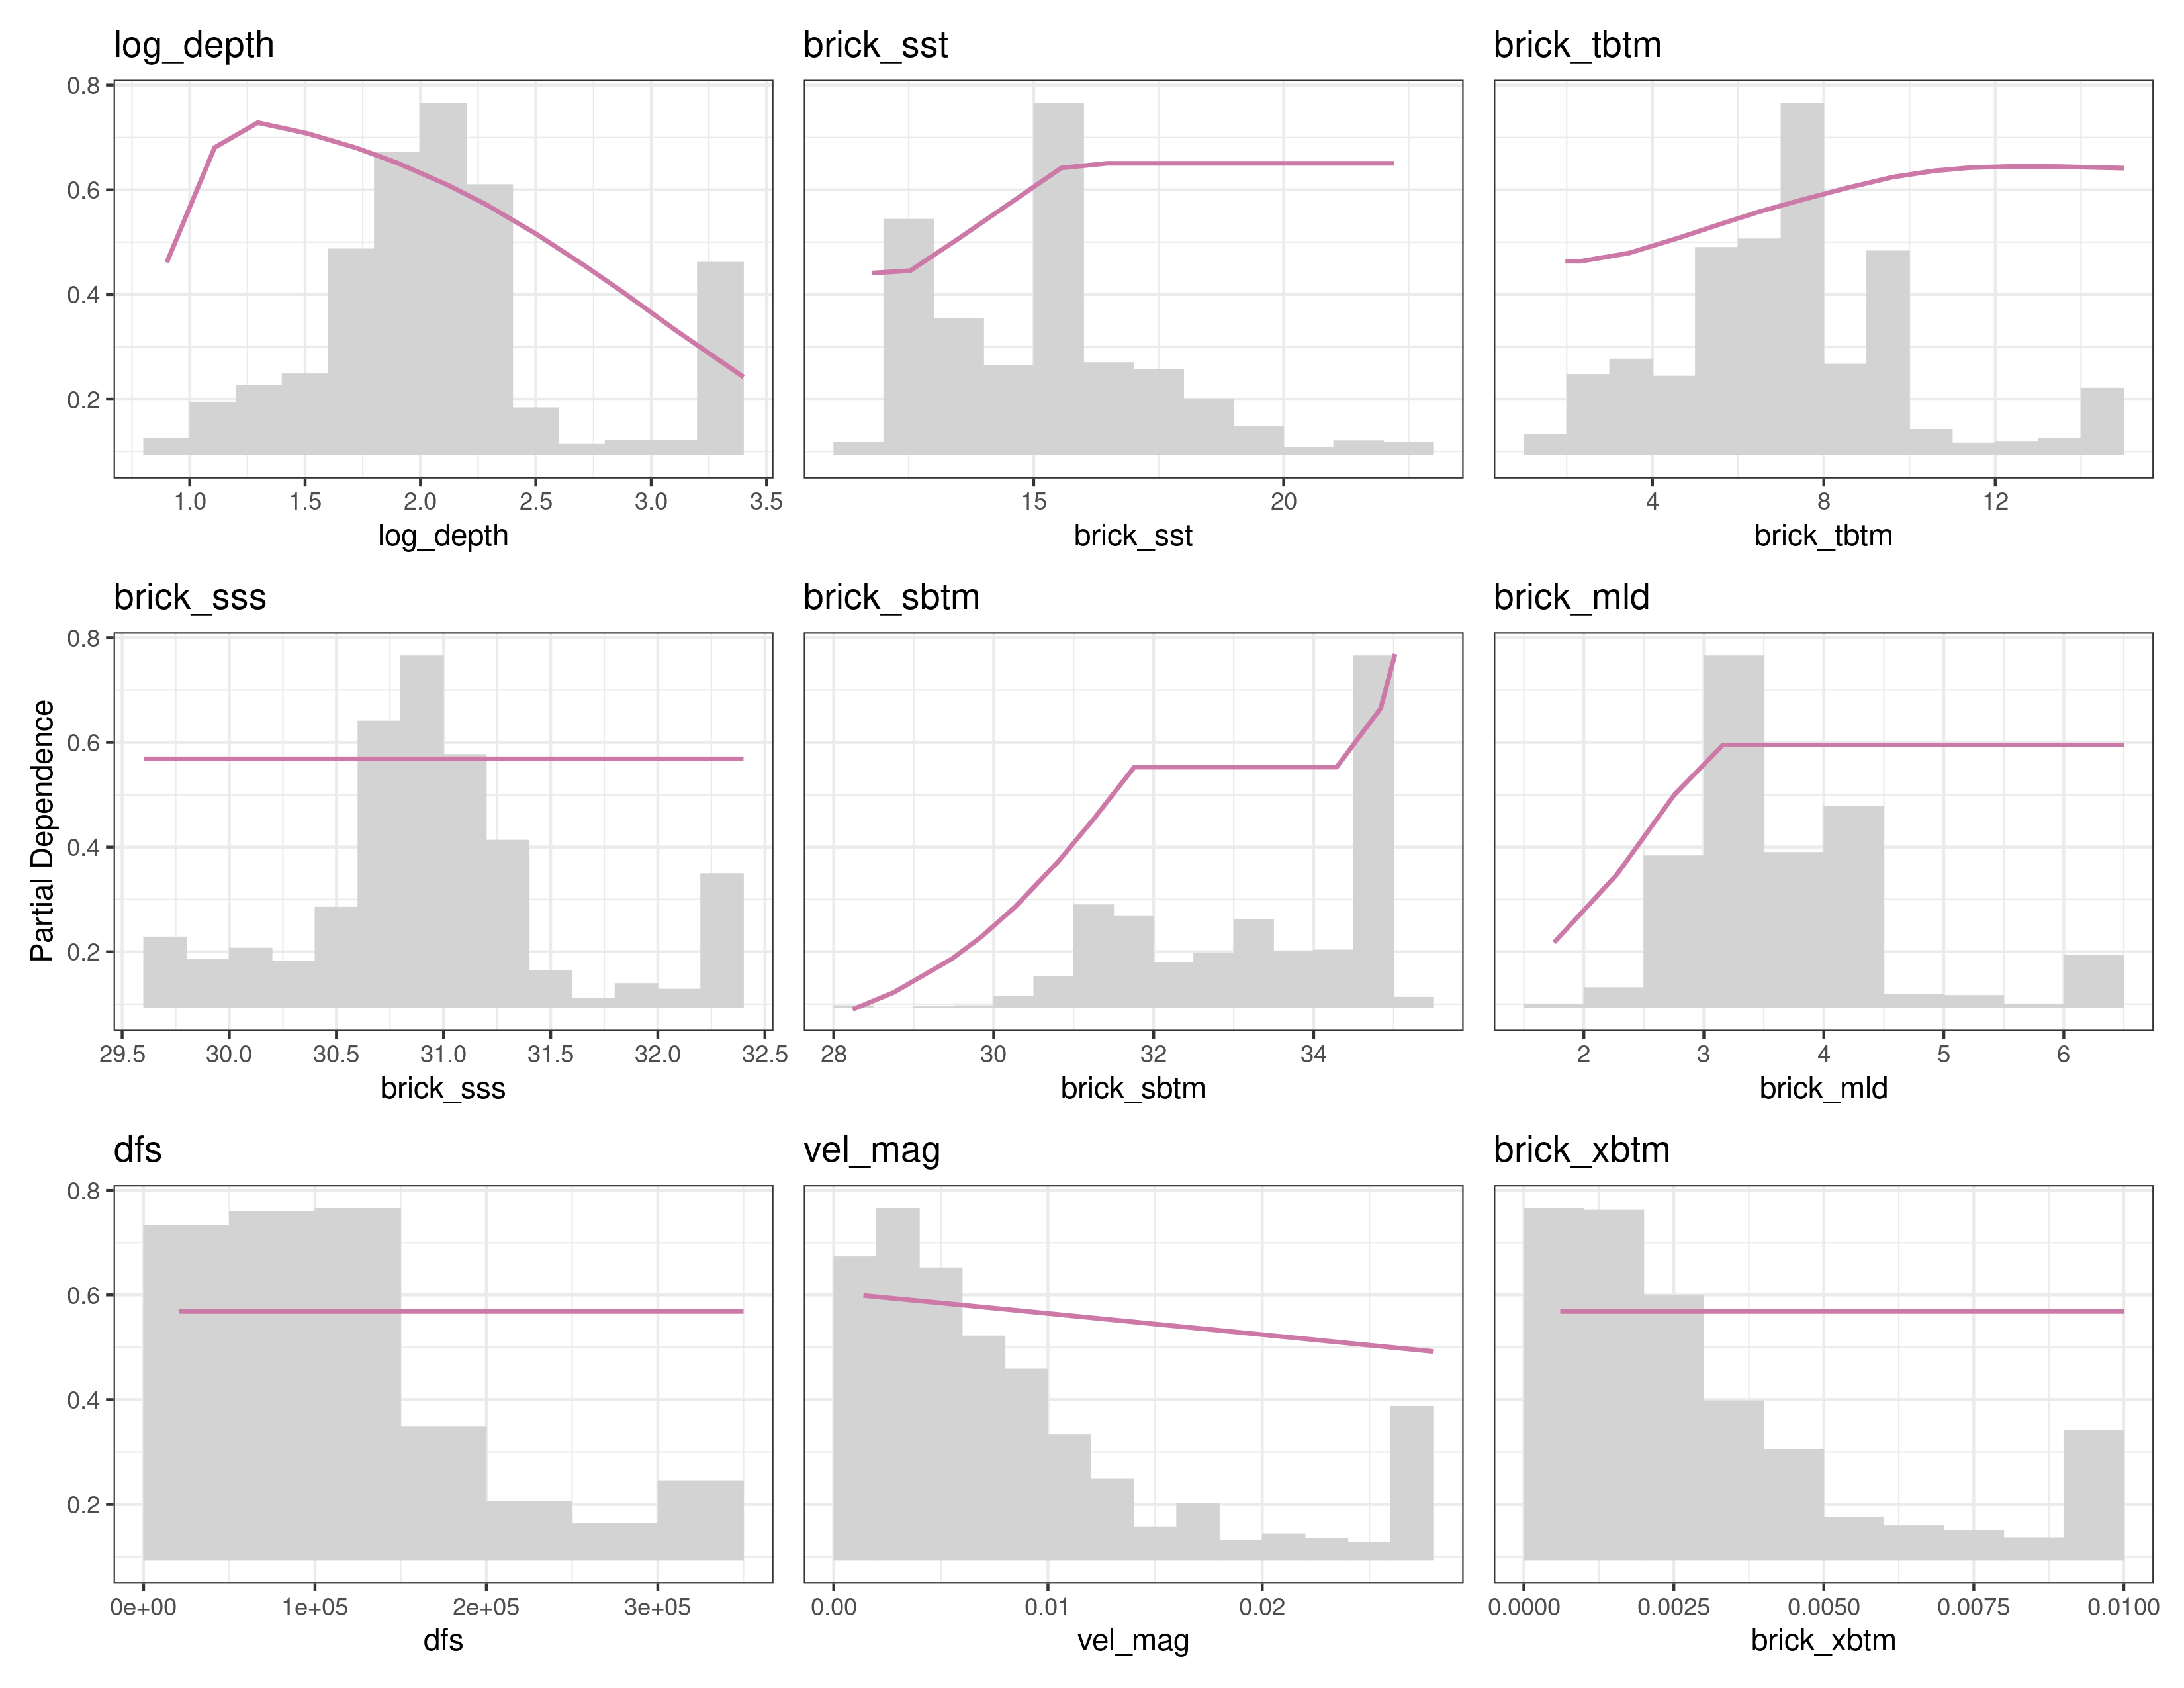 log_depth
brick_sst
brick_tbtm
0.8
0.6
0.4
0.2
1.0 1.5 2.0 2.5 3.0 3.5
15 20
4 8 12
log_depth
brick_sst
brick_tbtm
brick_sss
brick_sbtm
brick_mld
Partial Dependence
0.8
0.6
0.4
0.2
29.5 30.0 30.5 31.0 31.5 32.0 32.5
28 30 32 34
2 3 4 5 6
brick_sss
brick_sbtm
brick_mld
dfs
vel_mag
brick_xbtm
0.8
0.6
0.4
0.2
0e+00 1e+05 2e+05 3e+05
0.00 0.01 0.02
0.0000 0.0025 0.0050 0.0075 0.0100
dfs
vel_mag
brick_xbtm